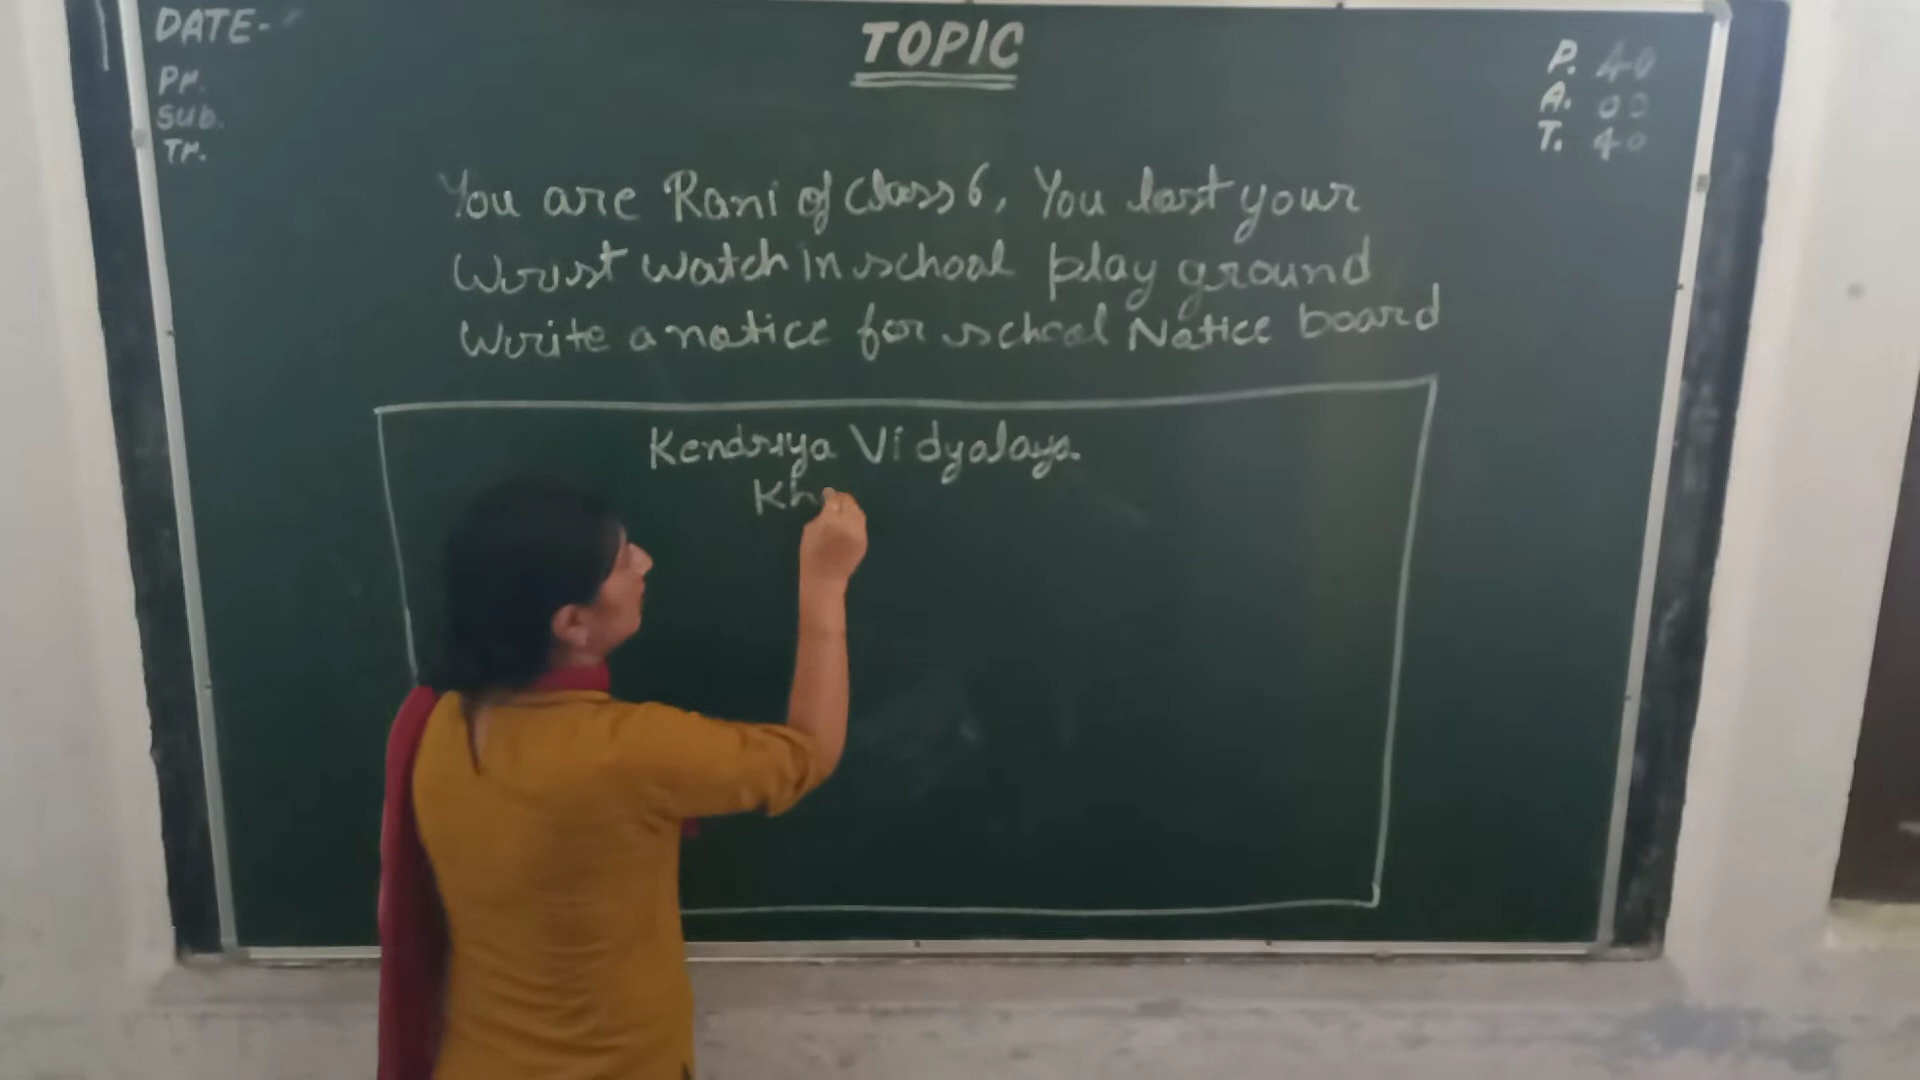 DATE-
Pr.
Sub.
Tr.
TOPIC
P. 40
A. 00
T. 40
You are Rani of class 6, You lost your
Wrist watch in school play ground
Write a notice for school Notice board
Kendriya Vidyalaya.
Kh